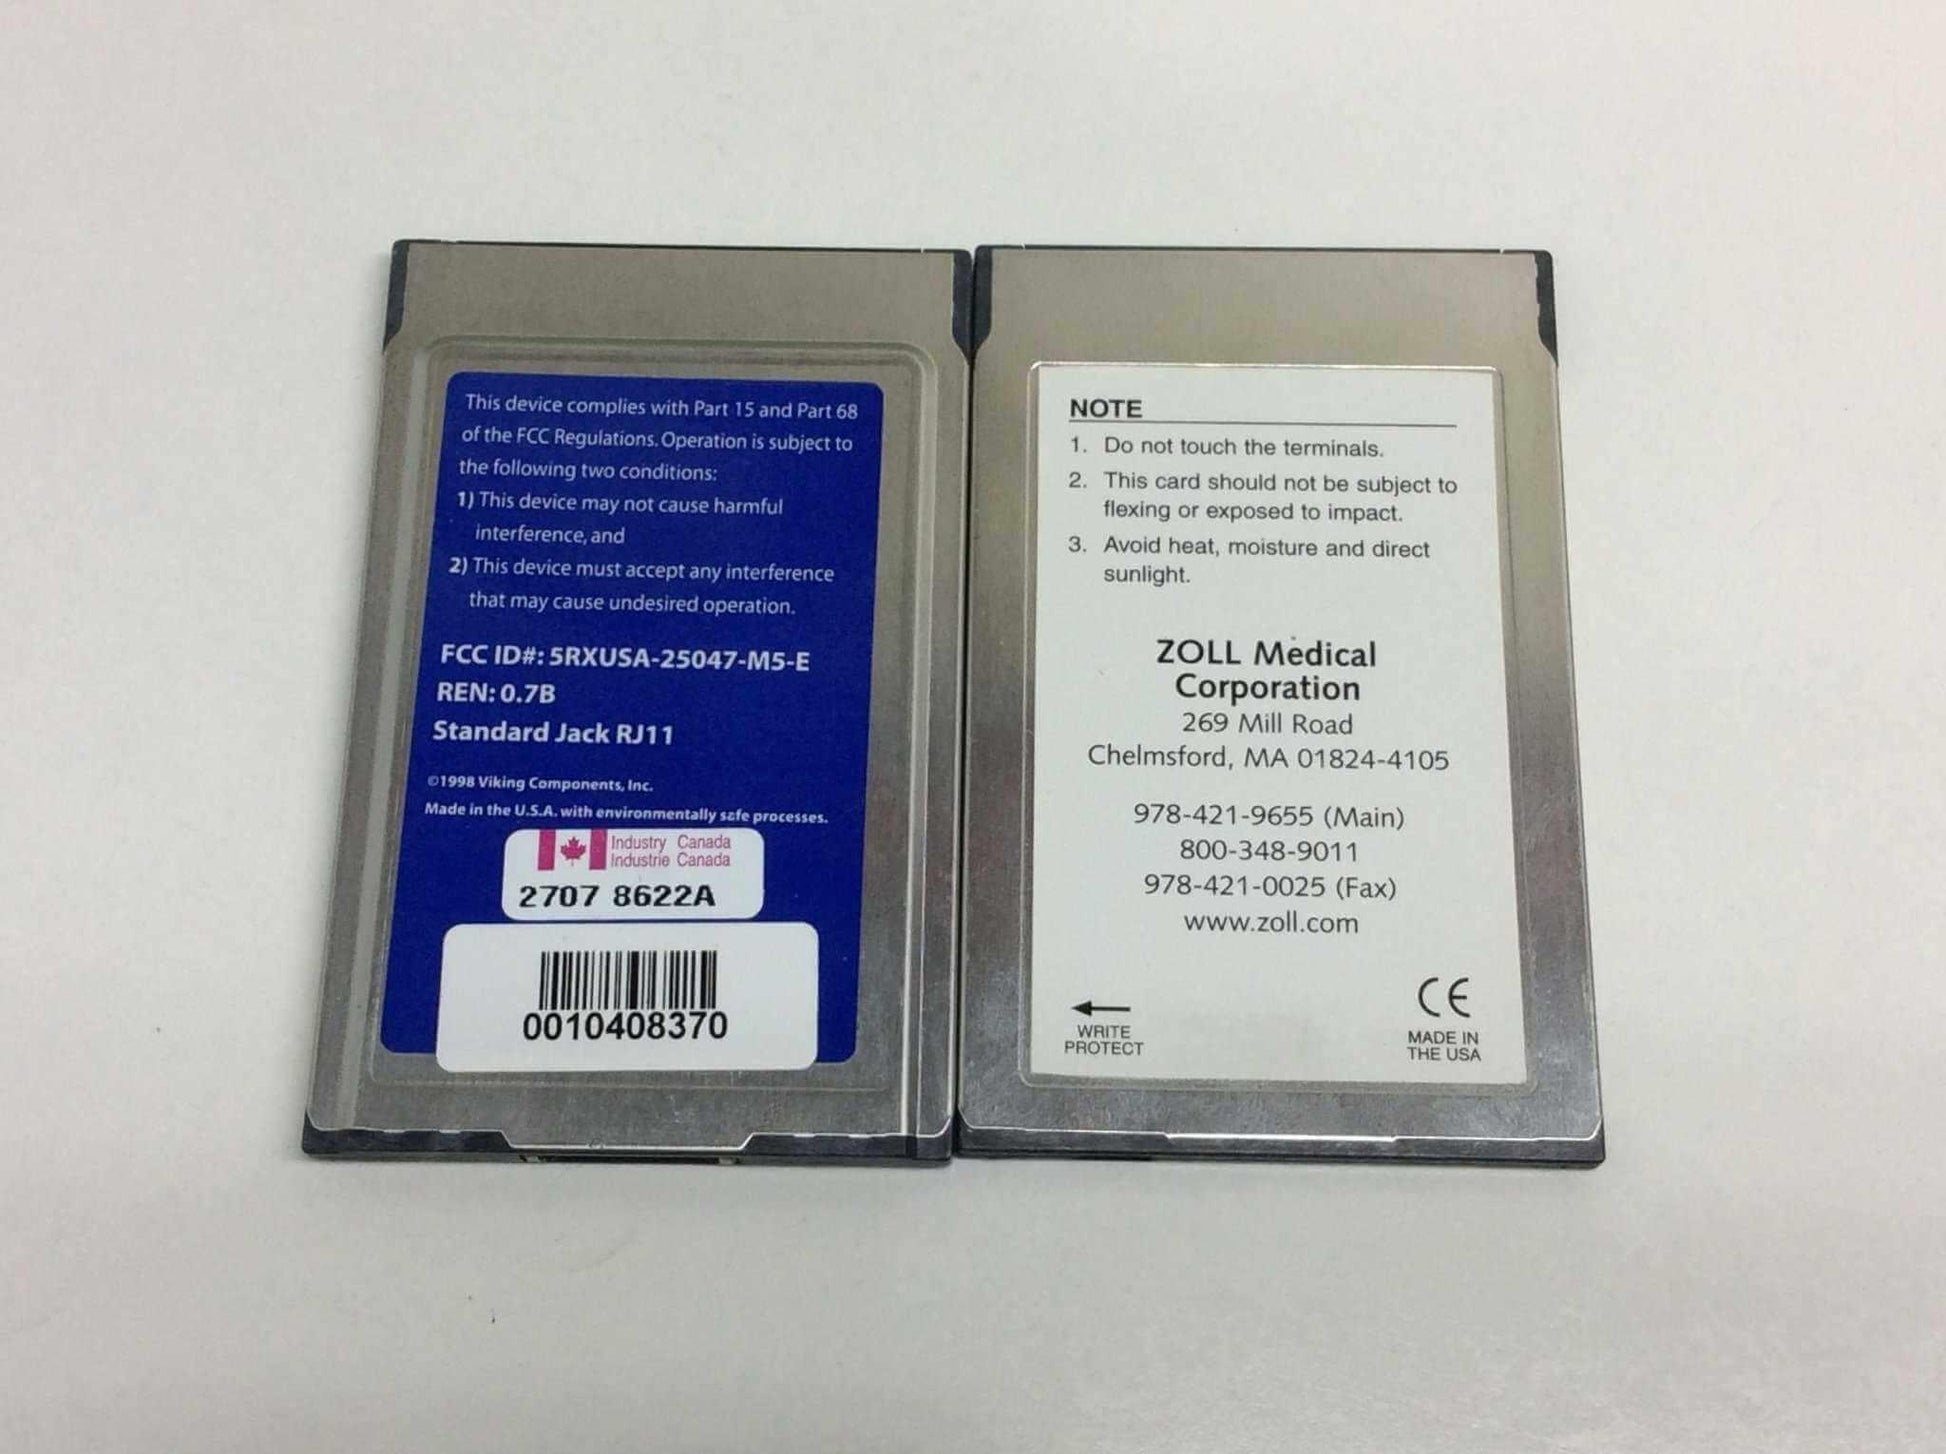 This device complies with Part 15 and Part 68
of the FCC Regulations. Operation is subject to
the following two conditions:
1) This device may not cause harmful
interference, and
2) This device must accept any interference
that may cause undesired operation.
FCC ID#: 5RXUSA-25047-M5-E
REN: 0.7B
Standard Jack RJ11
©1998 Viking Components, Inc.
Made in the U.S.A. with environmentally safe processes.
Industry Canada
Industrie Canada
2707 8622A
0010408370
NOTE
1. Do not touch the terminals.
2. This card should not be subject to
flexing or exposed to impact.
3. Avoid heat, moisture and direct
sunlight.
ZOLL Medical
Corporation
269 Mill Road
Chelmsford, MA 01824-4105
978-421-9655 (Main)
800-348-9011
978-421-0025 (Fax)
www.zoll.com
WRITE
PROTECT
CE
MADE IN
THE USA